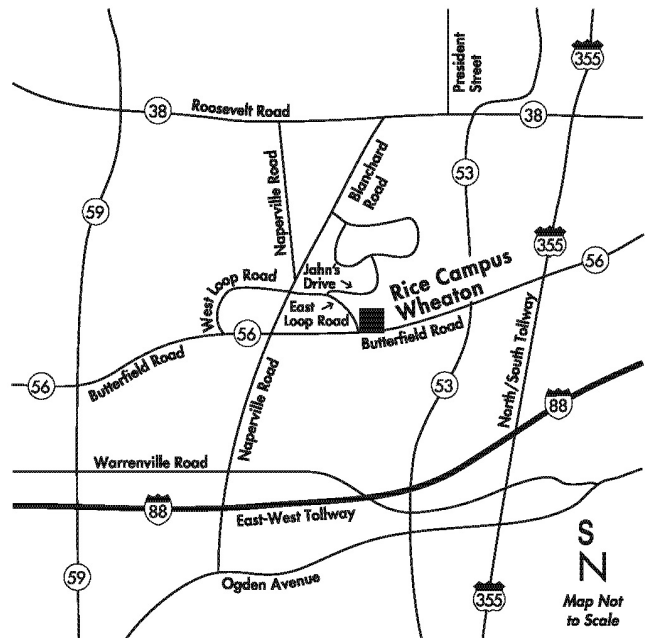 President
Street
355
38
Roosevelt Road
38
53
59
Naperville Road
Blanchard
Road
355
56
West Loop Road
Jahn's
Drive
Rice Campus
Wheaton
East
Loop Road
56
Butterfield Road
North/South Tollway
56
Butterfield Road
Naperville Road
53
88
Warrenville Road
88
East-West Tollway
59
Ogden Avenue
355
S
N
Map Not
to Scale